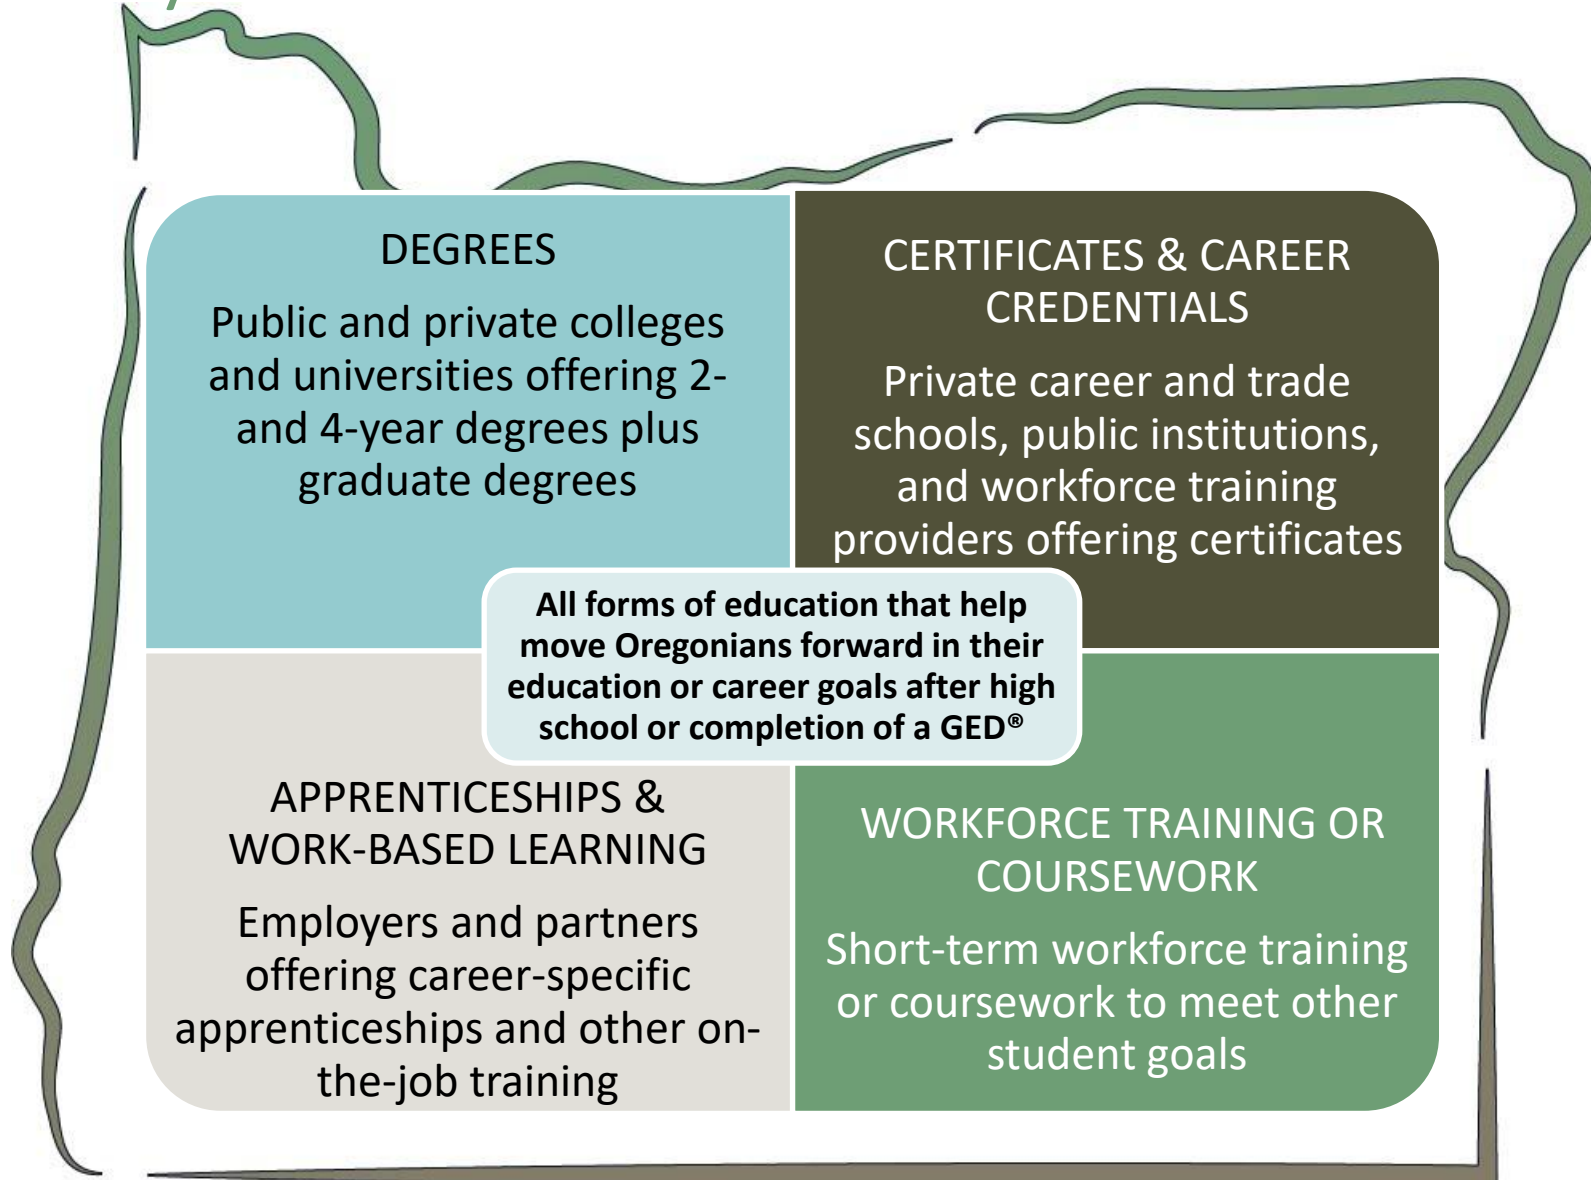 DEGREES
Public and private colleges
and universities offering 2-
and 4-year degrees plus
graduate degrees
CERTIFICATES & CAREER
CREDENTIALS
Private career and trade
schools, public institutions,
and workforce training
providers offering certificates
All forms of education that help
move Oregonians forward in their
education or career goals after high
school or completion of a GED®
APPRENTICESHIPS &
WORK-BASED LEARNING
Employers and partners
offering career-specific
apprenticeships and other on-
the-job training
WORKFORCE TRAINING OR
COURSEWORK
Short-term workforce training
or coursework to meet other
student goals